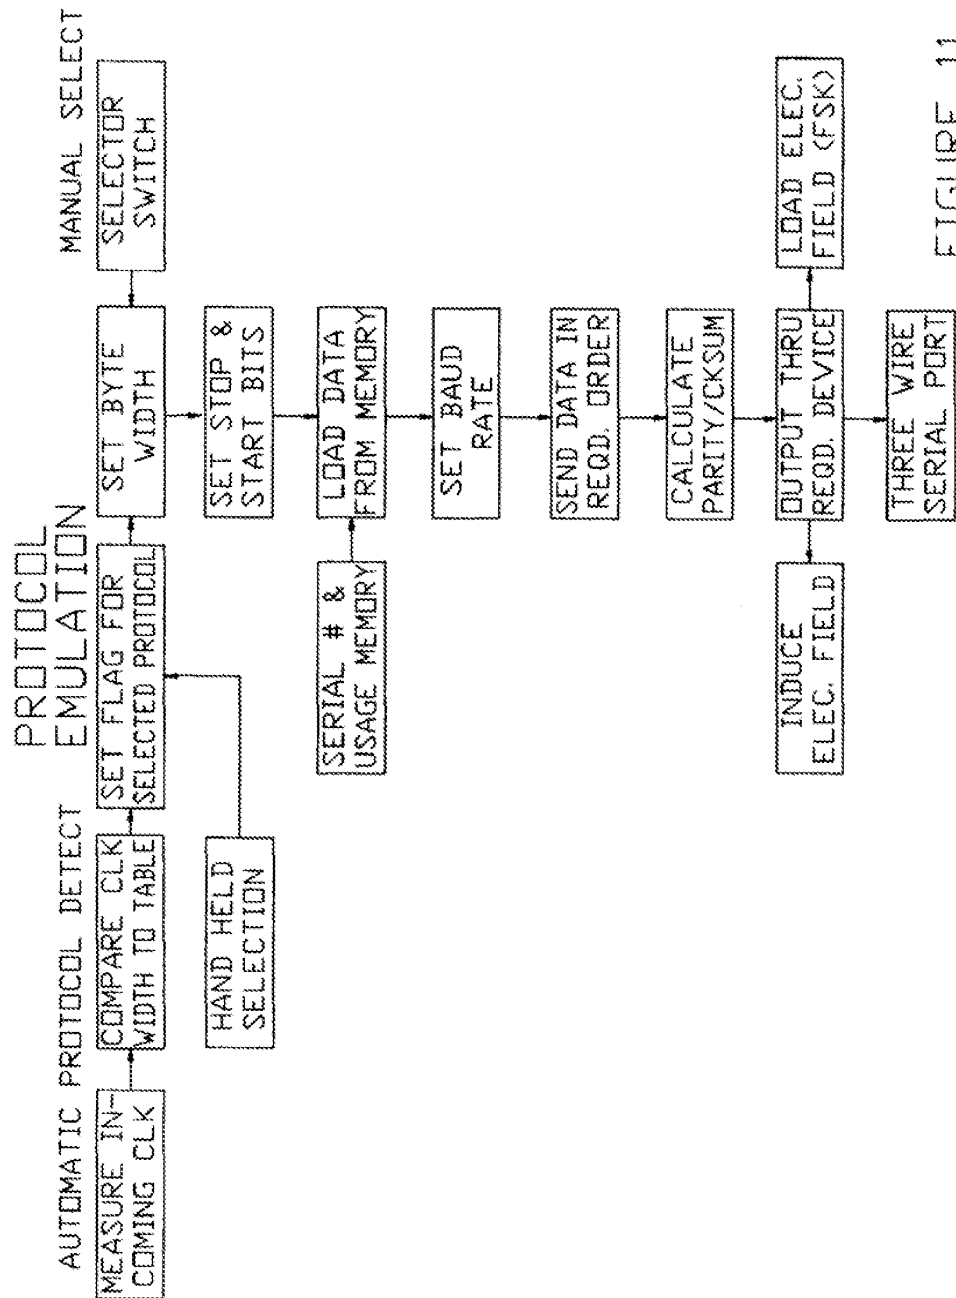 PROTOCOL
EMULATION
AUTOMATIC PROTOCOL DETECT
MANUAL SELECT
MEASURE IN-
COMING CLK
COMPARE CLK
WIDTH TO TABLE
SET FLAG FOR
SELECTED PROTOCOL
SET BYTE
WIDTH
SELECTOR
SWITCH
HAND HELD
SELECTION
SET STOP &
START BITS
SERIAL # &
USAGE MEMORY
LOAD DATA
FROM MEMORY
SET BAUD
RATE
SEND DATA IN
REQD. ORDER
CALCULATE
PARITY/CKSUM
INDUCE
ELEC. FIELD
OUTPUT THRU
REQD. DEVICE
LOAD ELEC.
FIELD (FSK)
THREE WIRE
SERIAL PORT
FIGURE 11